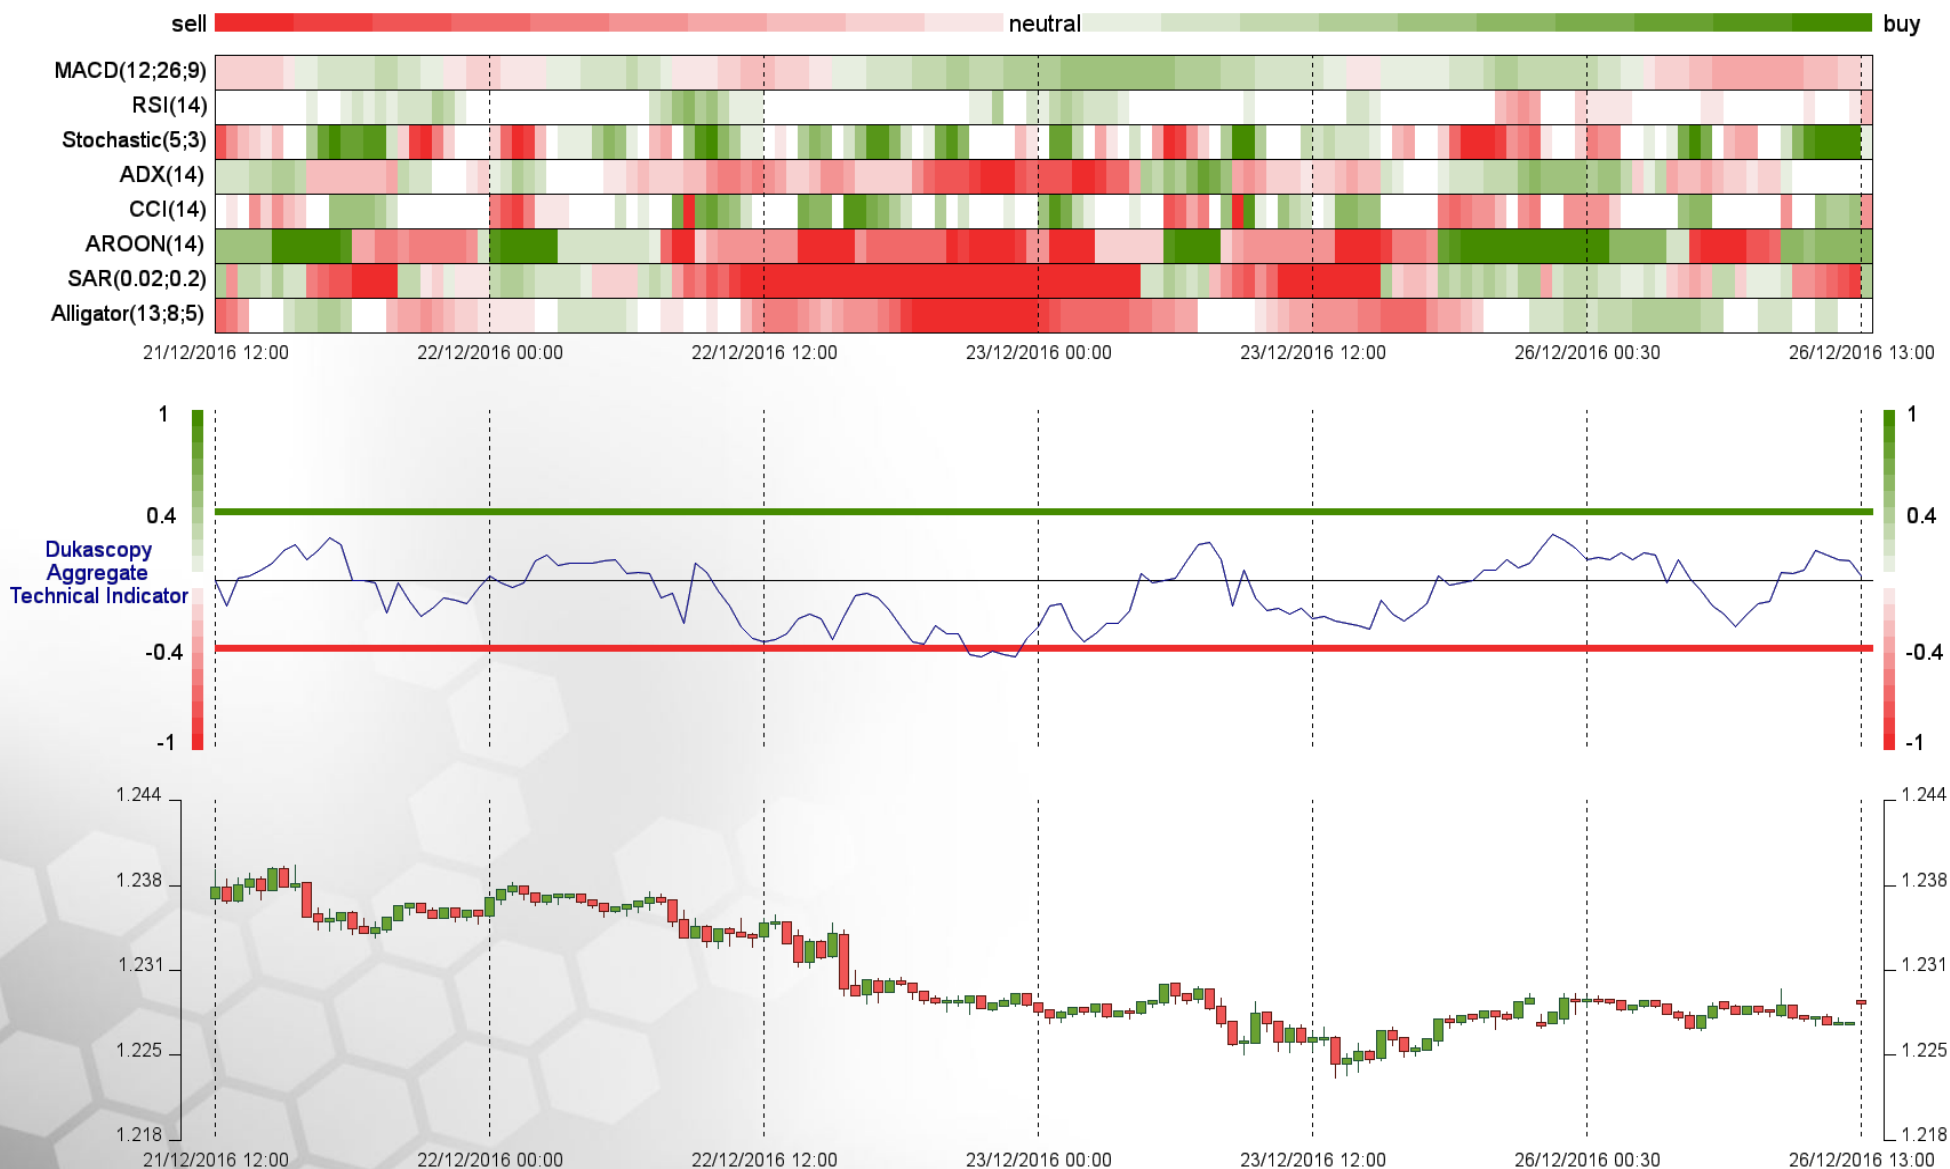 sell neutral buy
MACD(12;26;9)
RSI(14)
Stochastic(5;3)
ADX(14)
CCI(14)
AROON(14)
SAR(0.02;0.2)
Alligator(13;8;5)
21/12/2016 12:00 22/12/2016 00:00 22/12/2016 12:00 23/12/2016 00:00 23/12/2016 12:00 26/12/2016 00:30 26/12/2016 13:00
1 1
0.4 0.4
Dukascopy
Aggregate
Technical Indicator
-0.4 -0.4
-1 -1
1.244 1.244
1.238 1.238
1.231 1.231
1.225 1.225
1.218 1.218
21/12/2016 12:00 22/12/2016 00:00 22/12/2016 12:00 23/12/2016 00:00 23/12/2016 12:00 26/12/2016 00:30 26/12/2016 13:00